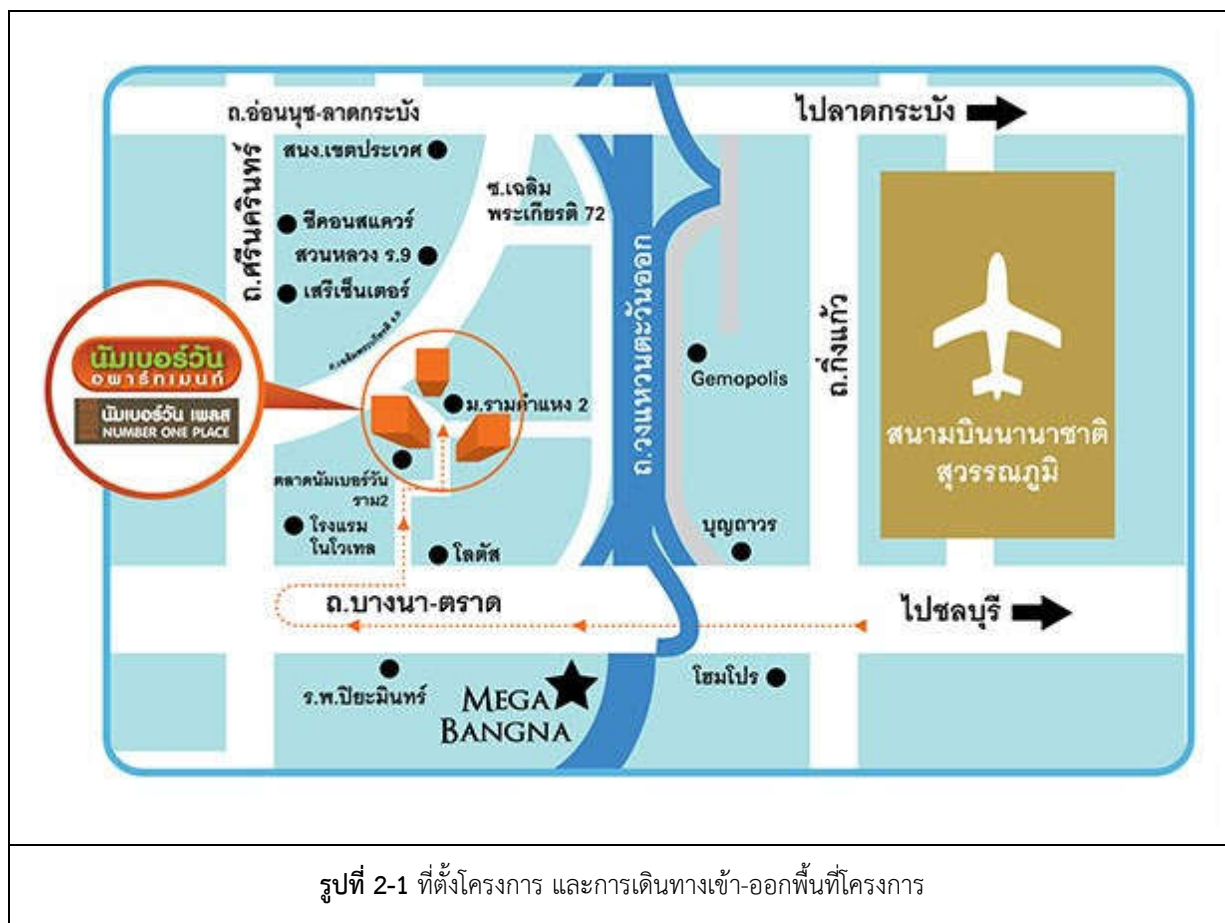 ถ.อ่อนนุช-ลาดกระบัง
ไปลาดกระบัง
สนง.เขตประเวศ
ถ.ศรีนครินทร์
ซ.เฉลิม
พระเกียรติ 72
ซีคอนสแควร์
สวนหลวง ร.9
เสรีเซ็นเตอร์
ถ.เฉลิมพระเกียรติ ร.9
ถ.วงแหวนตะวันออก
ถ.กิ่งแก้ว
Gemopolis
นัมเบอร์วัน
อพาร์ทเมนท์
นัมเบอร์วัน เพลส
NUMBER ONE PLACE
ม.รามคำแหง 2
สนามบินนานาชาติ
สุวรรณภูมิ
ตลาดนัมเบอร์วัน
ราม2
โรงแรม
โนโวเทล
โลตัส
บุญถาวร
ถ.บางนา-ตราด
ไปชลบุรี
ร.พ.ปิยะมินทร์
MEGA
BANGNA
โฮมโปร
รูปที่ 2-1 ที่ตั้งโครงการ และการเดินทางเข้า-ออกพื้นที่โครงการ